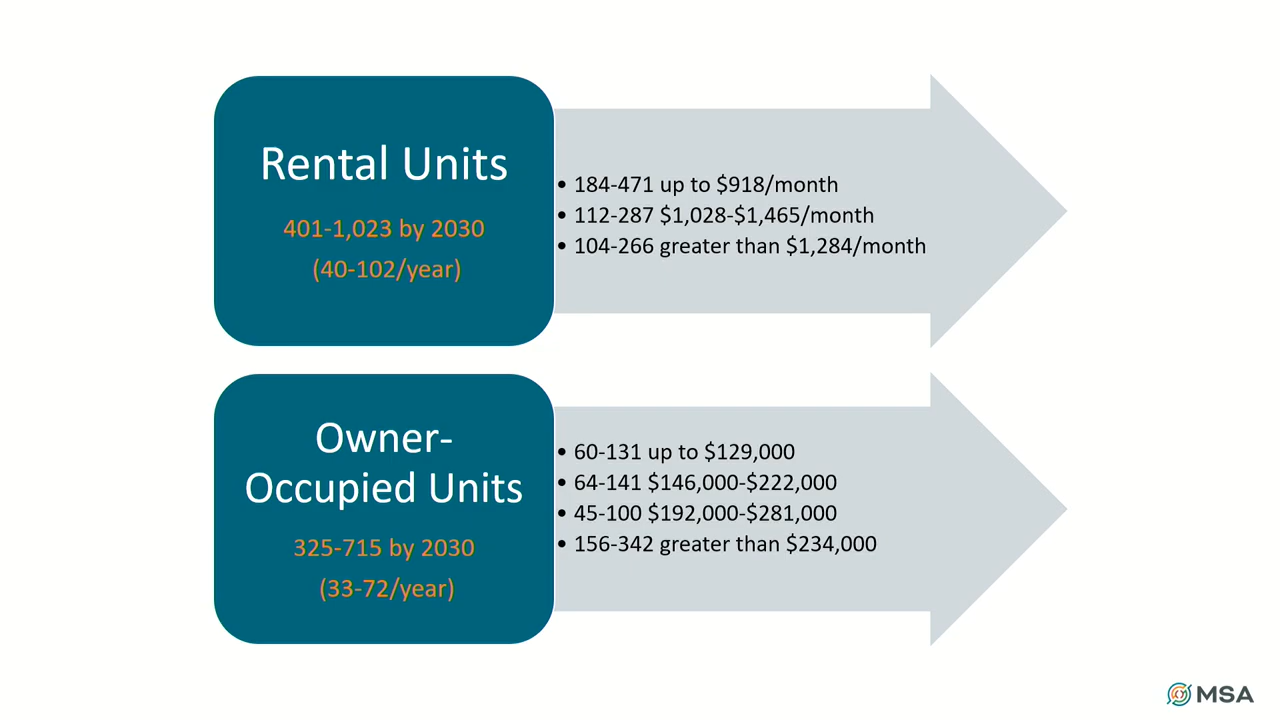 Rental Units
401-1,023 by 2030
(40-102/year)
• 184-471 up to $918/month
• 112-287 $1,028-$1,465/month
• 104-266 greater than $1,284/month
Owner-
Occupied Units
325-715 by 2030
(33-72/year)
• 60-131 up to $129,000
• 64-141 $146,000-$222,000
• 45-100 $192,000-$281,000
• 156-342 greater than $234,000
MSA